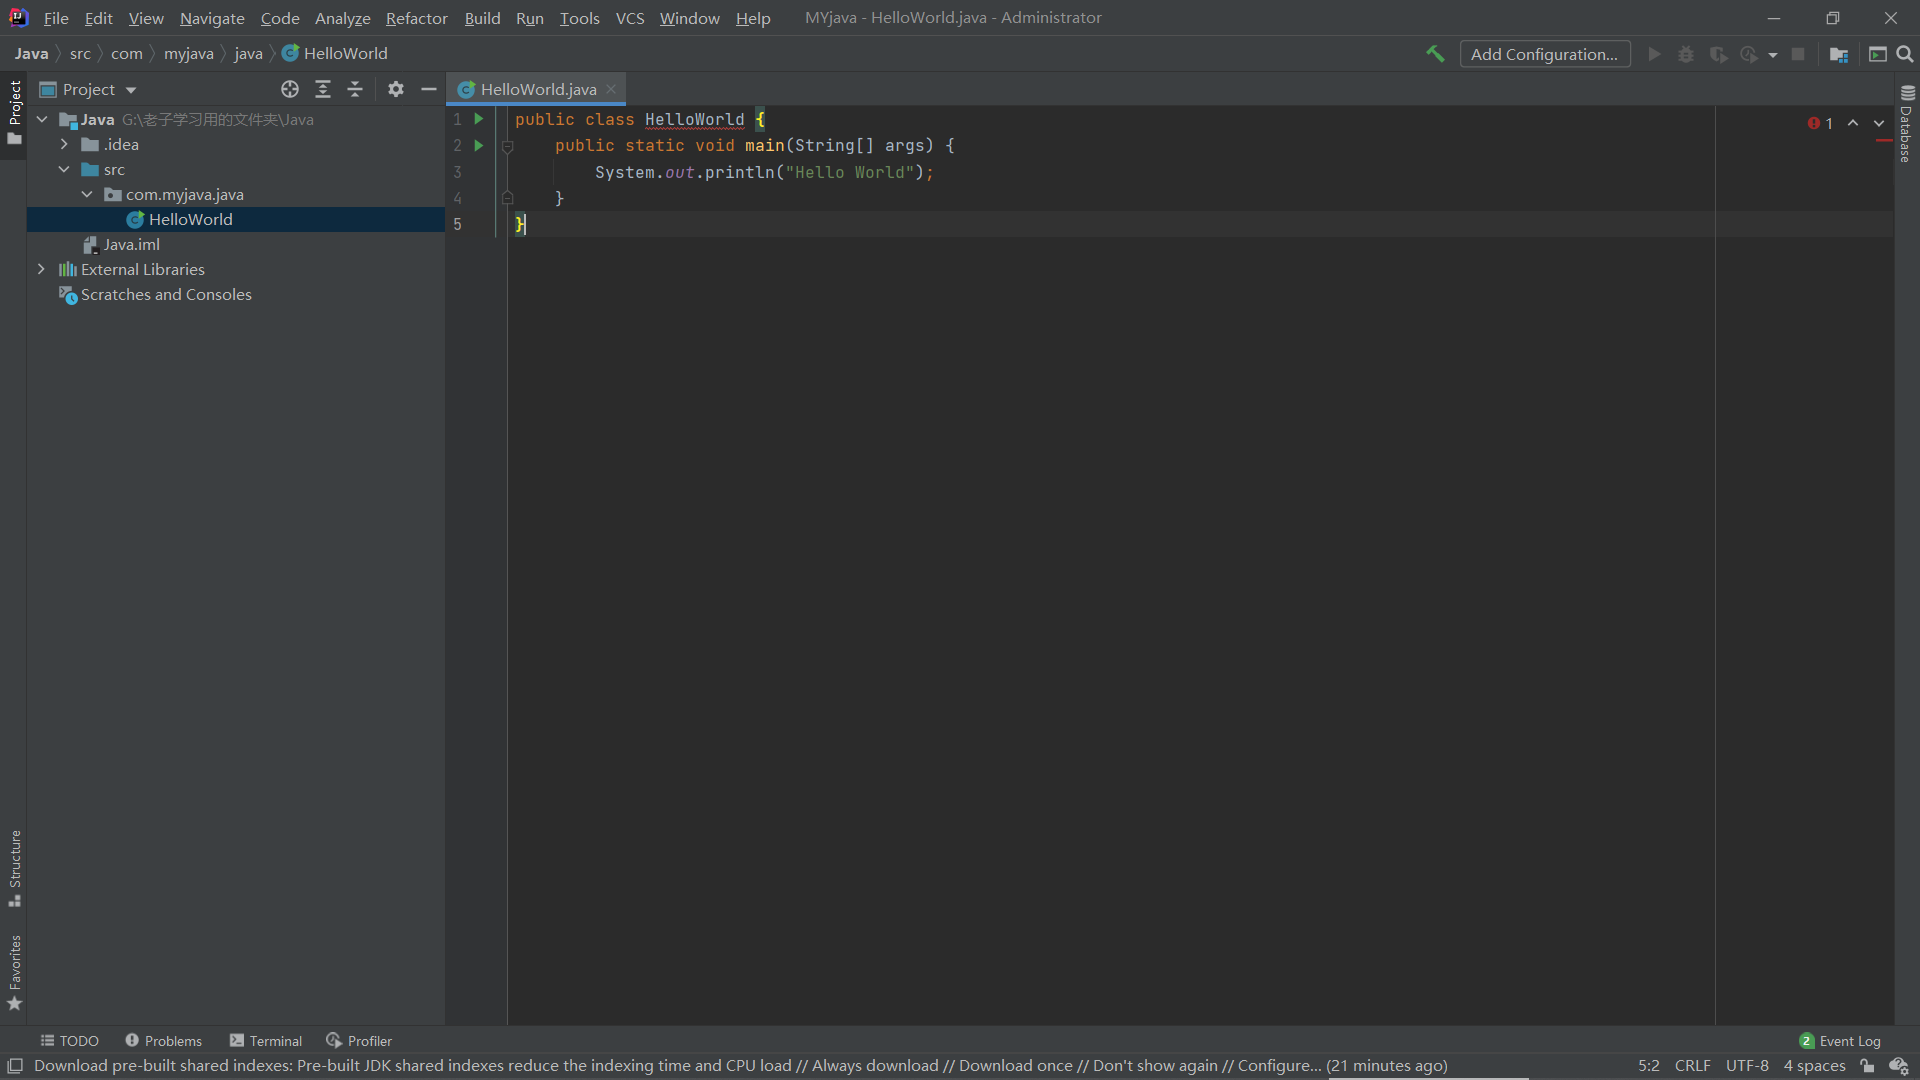 File Edit View Navigate Code Analyze Refactor Build Run Tools VCS Window Help MYjava - HelloWorld.java - Administrator
Java src com myjava java HelloWorld Add Configuration...
Project
Project
HelloWorld.java
Java G:\老子学习用的文件夹\Java
.idea
src
com.myjava.java
HelloWorld
Java.iml
External Libraries
Scratches and Consoles
1 public class HelloWorld {
2 public static void main(String[] args) {
3 System.out.println("Hello World");
4 }
5 }
1
Database
Structure
Favorites
TODO Problems Terminal Profiler 2 Event Log
Download pre-built shared indexes: Pre-built JDK shared indexes reduce the indexing time and CPU load // Always download // Download once // Don't show again // Configure... (21 minutes ago) 5:2 CRLF UTF-8 4 spaces